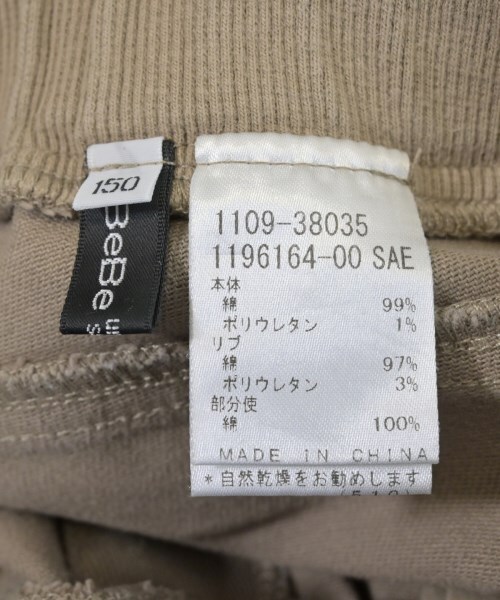 150
BeBe
1109-38035
1196164-00 SAE
本体
綿 99%
ポリウレタン 1%
リブ
綿 97%
ポリウレタン 3%
部分使
綿 100%
MADE IN CHINA
*自然乾燥をお勧めします